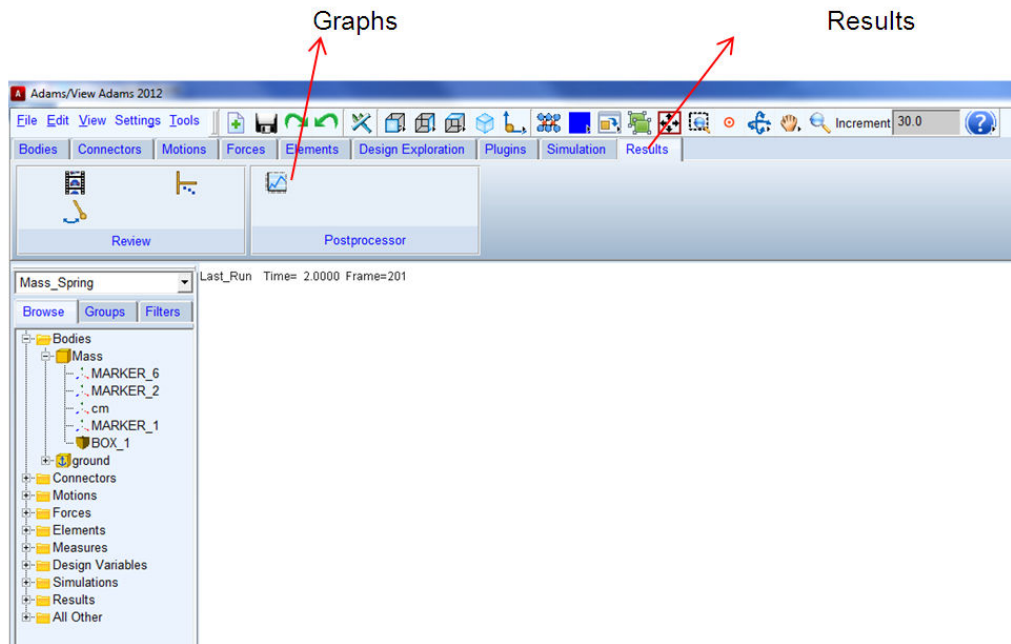 Graphs Results
Adams/View Adams 2012
File Edit View Settings Tools Increment 30.0 ?
Bodies Connectors Motions Forces Elements Design Exploration Plugins Simulation Results
Review Postprocessor
Mass_Spring
Last_Run Time= 2.0000 Frame=201
Browse Groups Filters
Bodies
Mass
MARKER_6
MARKER_2
cm
MARKER_1
BOX_1
ground
Connectors
Motions
Forces
Elements
Measures
Design Variables
Simulations
Results
All Other